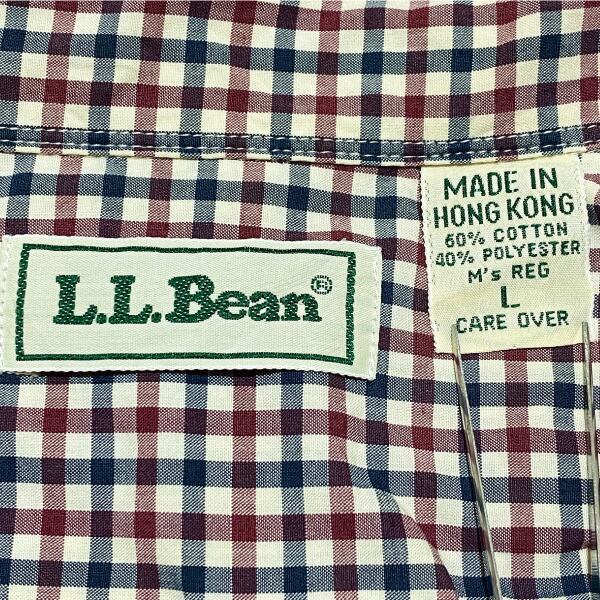 L.L.Bean®
MADE IN
HONG KONG
60% COTTON
40% POLYESTER
M's REG
L
CARE OVER